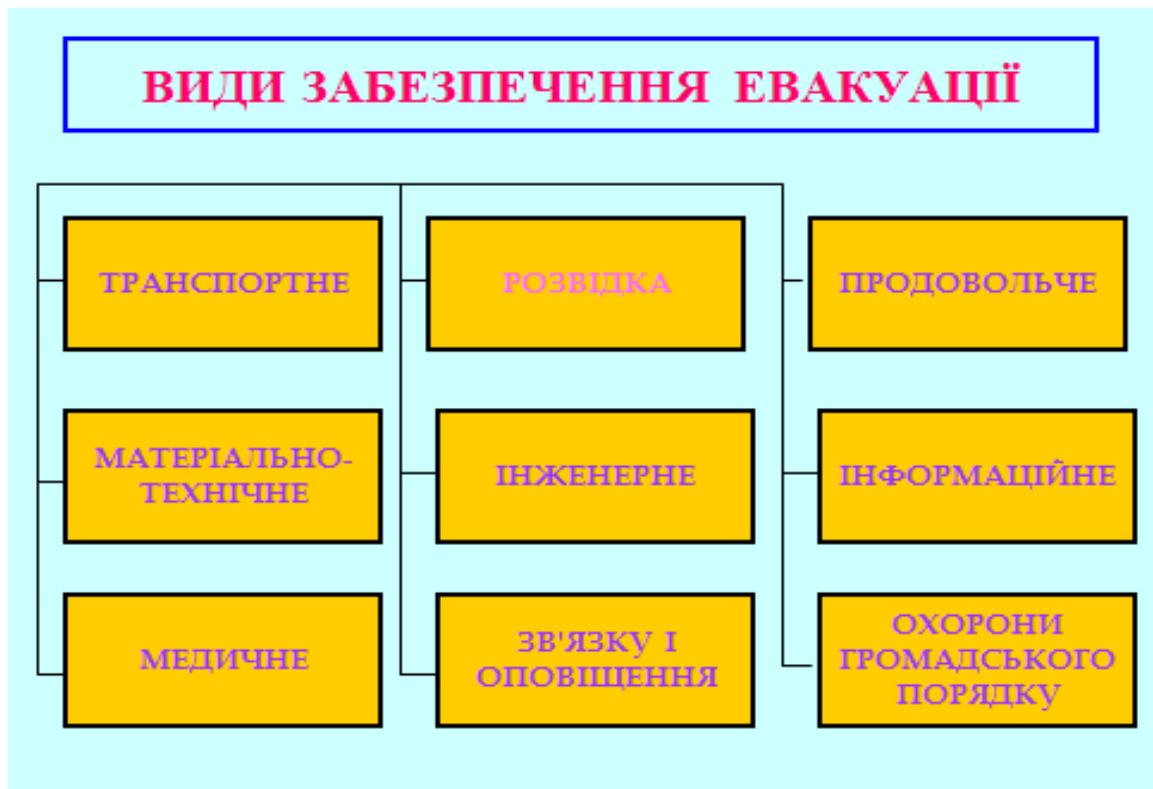 ВИДИ ЗАБЕЗПЕЧЕННЯ ЕВАКУАЦІЇ
ТРАНСПОРТНЕ
РОЗВІДКА
ПРОДОВОЛЬЧЕ
МАТЕРІАЛЬНО-
ТЕХНІЧНЕ
ІНЖЕНЕРНЕ
ІНФОРМАЦІЙНЕ
МЕДИЧНЕ
ЗВ'ЯЗКУ І
ОПОВІЩЕННЯ
ОХОРОНИ
ГРОМАДСЬКОГО
ПОРЯДКУ